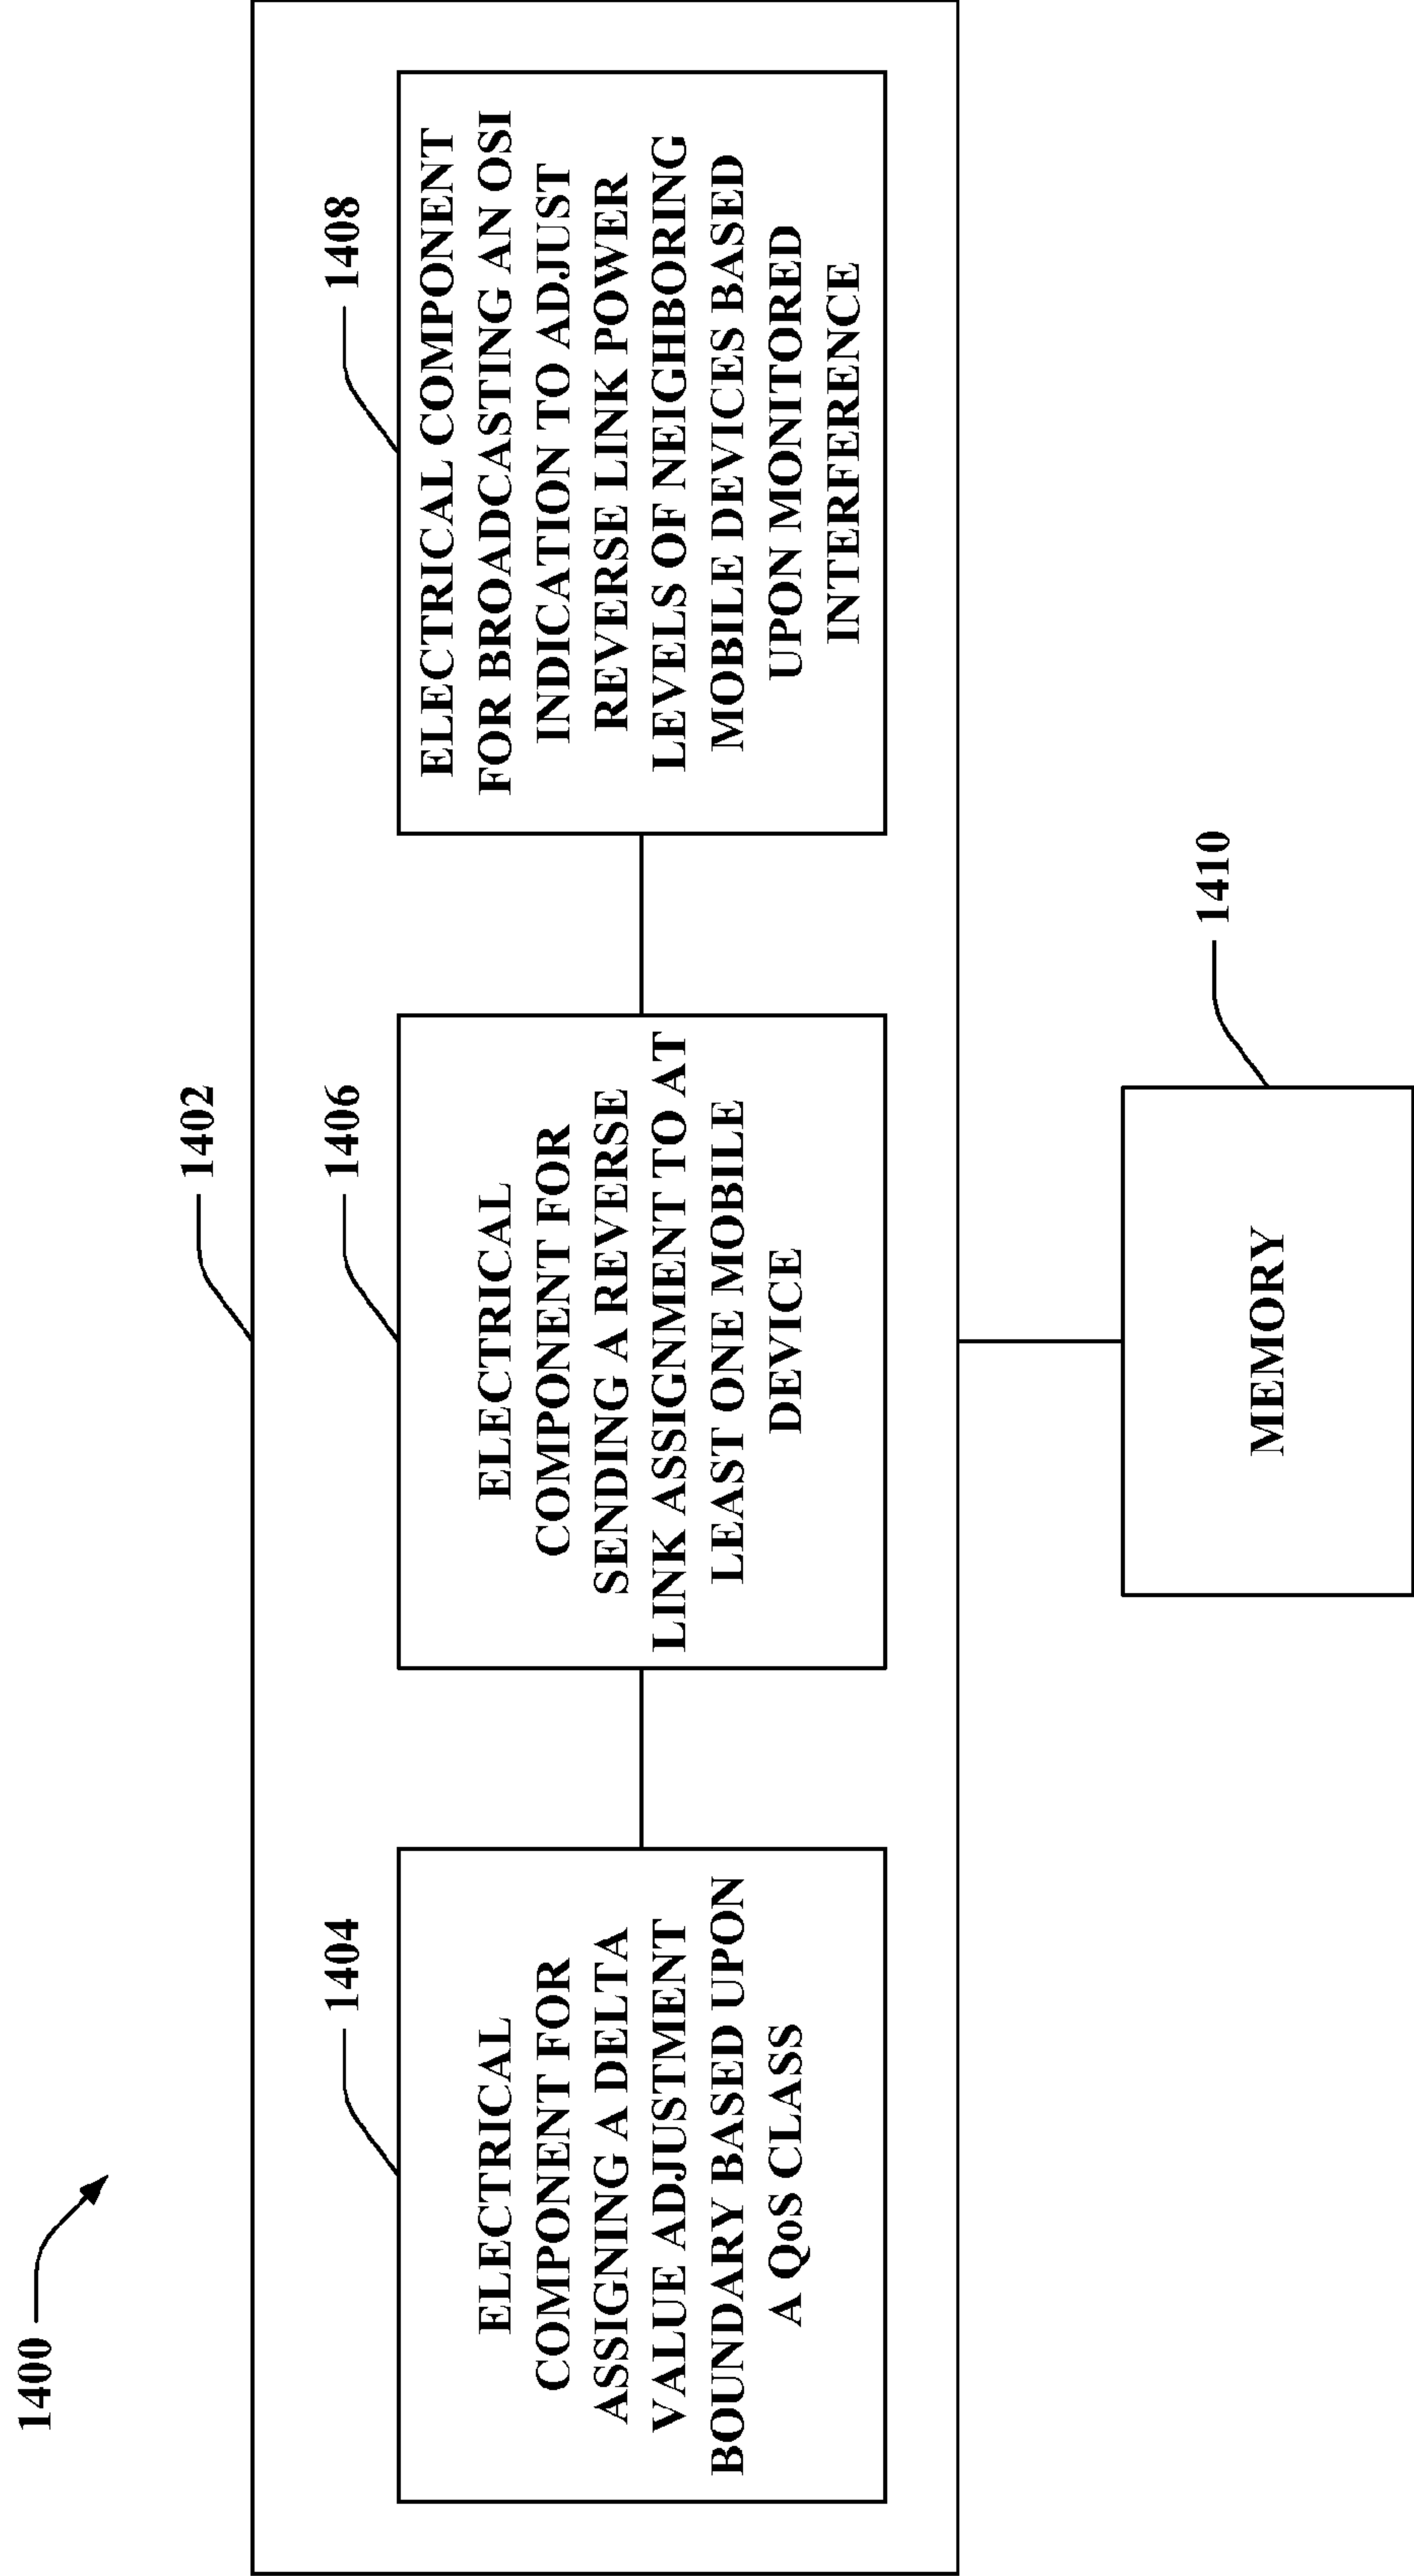 1400
1402
1404
ELECTRICAL
COMPONENT FOR
ASSIGNING A DELTA
VALUE ADJUSTMENT
BOUNDARY BASED UPON
A QoS CLASS
1406
ELECTRICAL
COMPONENT FOR
SENDING A REVERSE
LINK ASSIGNMENT TO AT
LEAST ONE MOBILE
DEVICE
1408
ELECTRICAL COMPONENT
FOR BROADCASTING AN OSI
INDICATION TO ADJUST
REVERSE LINK POWER
LEVELS OF NEIGHBORING
MOBILE DEVICES BASED
UPON MONITORED
INTERFERENCE
1410
MEMORY